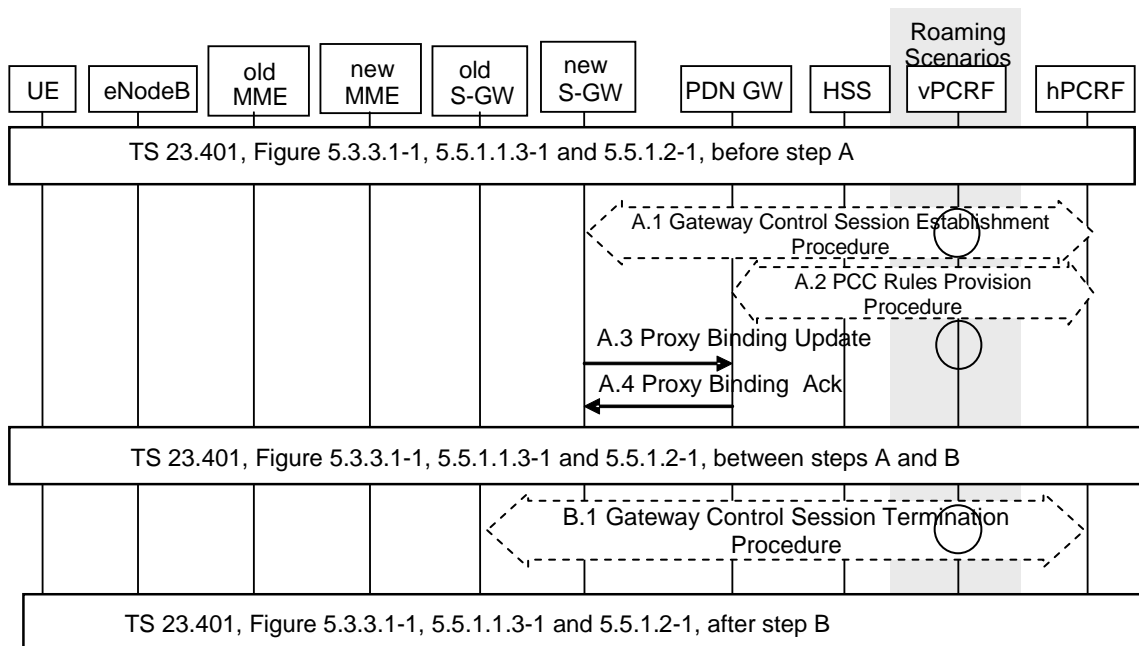 Roaming
Scenarios
UE
eNodeB
old
MME
new
MME
old
S-GW
new
S-GW
PDN GW
HSS
vPCRF
hPCRF
TS 23.401, Figure 5.3.3.1-1, 5.5.1.1.3-1 and 5.5.1.2-1, before step A
A.1 Gateway Control Session Establishment
Procedure
A.2 PCC Rules Provision
Procedure
A.3 Proxy Binding Update
A.4 Proxy Binding Ack
TS 23.401, Figure 5.3.3.1-1, 5.5.1.1.3-1 and 5.5.1.2-1, between steps A and B
B.1 Gateway Control Session Termination
Procedure
TS 23.401, Figure 5.3.3.1-1, 5.5.1.1.3-1 and 5.5.1.2-1, after step B